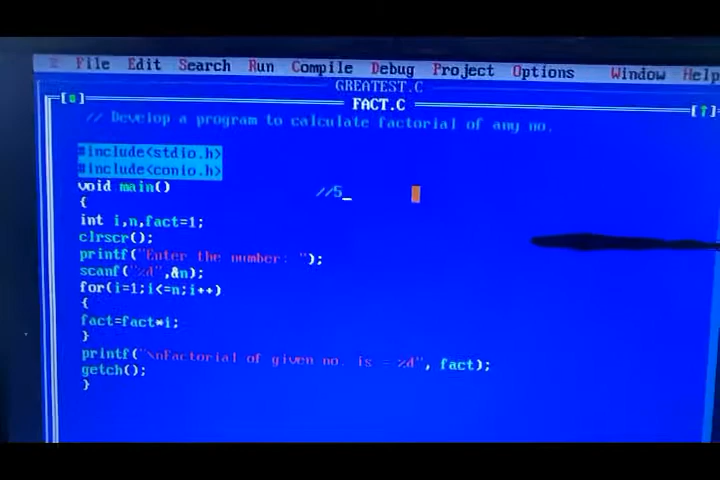 ≡ File Edit Search Run Compile Debug Project Options Window Help
GREATEST.C
[■] FACT.C [↑]
// Develop a program to calculate factorial of any no.
#include<stdio.h>
#include<conio.h>
void main() //5_
{
int i,n,fact=1;
clrscr();
printf("Enter the number: ");
scanf("%d",&n);
for(i=1;i<=n;i++)
{
fact=fact*i;
}
printf("\nFactorial of given no. is = %d", fact);
getch();
}